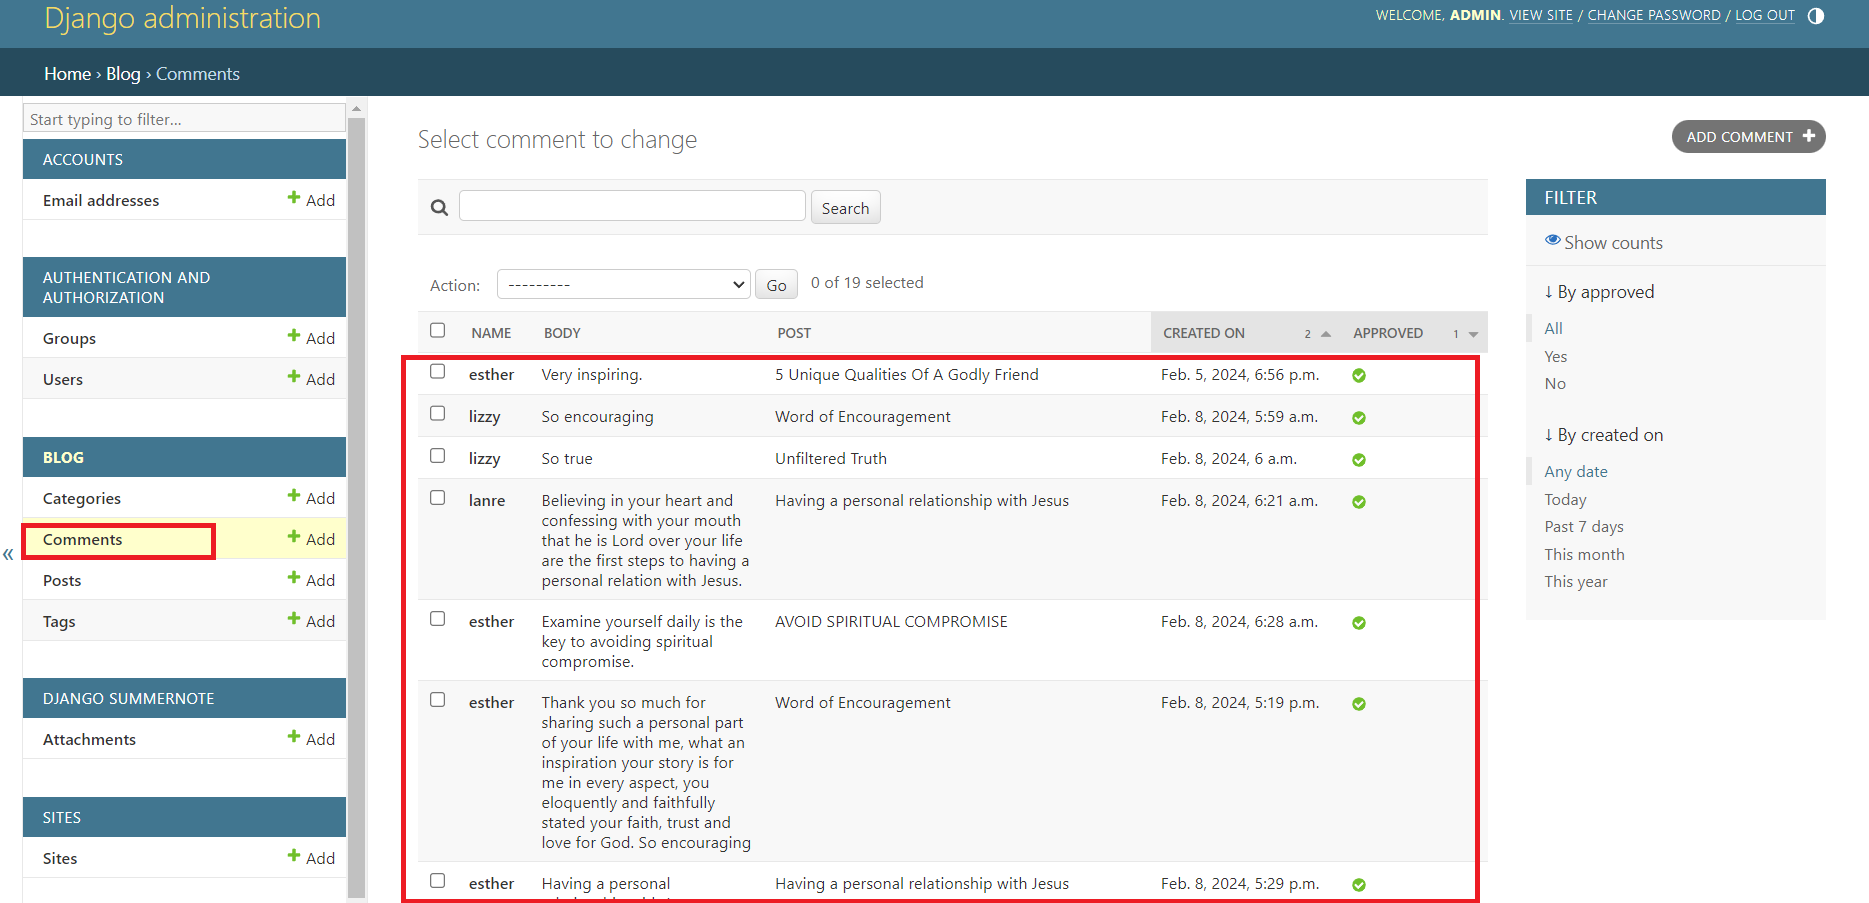 Django administration
WELCOME, ADMIN. VIEW SITE / CHANGE PASSWORD / LOG OUT
Home › Blog › Comments
Start typing to filter...
ACCOUNTS
Email addresses + Add
AUTHENTICATION AND
AUTHORIZATION
Groups + Add
Users + Add
BLOG
Categories + Add
Comments + Add
Posts + Add
Tags + Add
DJANGO SUMMERNOTE
Attachments + Add
SITES
Sites + Add
«
Select comment to change
ADD COMMENT +
Search
Action: --------- Go 0 of 19 selected
NAME BODY POST CREATED ON 2 APPROVED 1
esther Very inspiring. 5 Unique Qualities Of A Godly Friend Feb. 5, 2024, 6:56 p.m.
lizzy So encouraging Word of Encouragement Feb. 8, 2024, 5:59 a.m.
lizzy So true Unfiltered Truth Feb. 8, 2024, 6 a.m.
lanre Believing in your heart and Having a personal relationship with Jesus Feb. 8, 2024, 6:21 a.m.
confessing with your mouth
that he is Lord over your life
are the first steps to having a
personal relation with Jesus.
esther Examine yourself daily is the AVOID SPIRITUAL COMPROMISE Feb. 8, 2024, 6:28 a.m.
key to avoiding spiritual
compromise.
esther Thank you so much for Word of Encouragement Feb. 8, 2024, 5:19 p.m.
sharing such a personal part
of your life with me, what an
inspiration your story is for
me in every aspect, you
eloquently and faithfully
stated your faith, trust and
love for God. So encouraging
esther Having a personal Having a personal relationship with Jesus Feb. 8, 2024, 5:29 p.m.
FILTER
Show counts
↓ By approved
All
Yes
No
↓ By created on
Any date
Today
Past 7 days
This month
This year